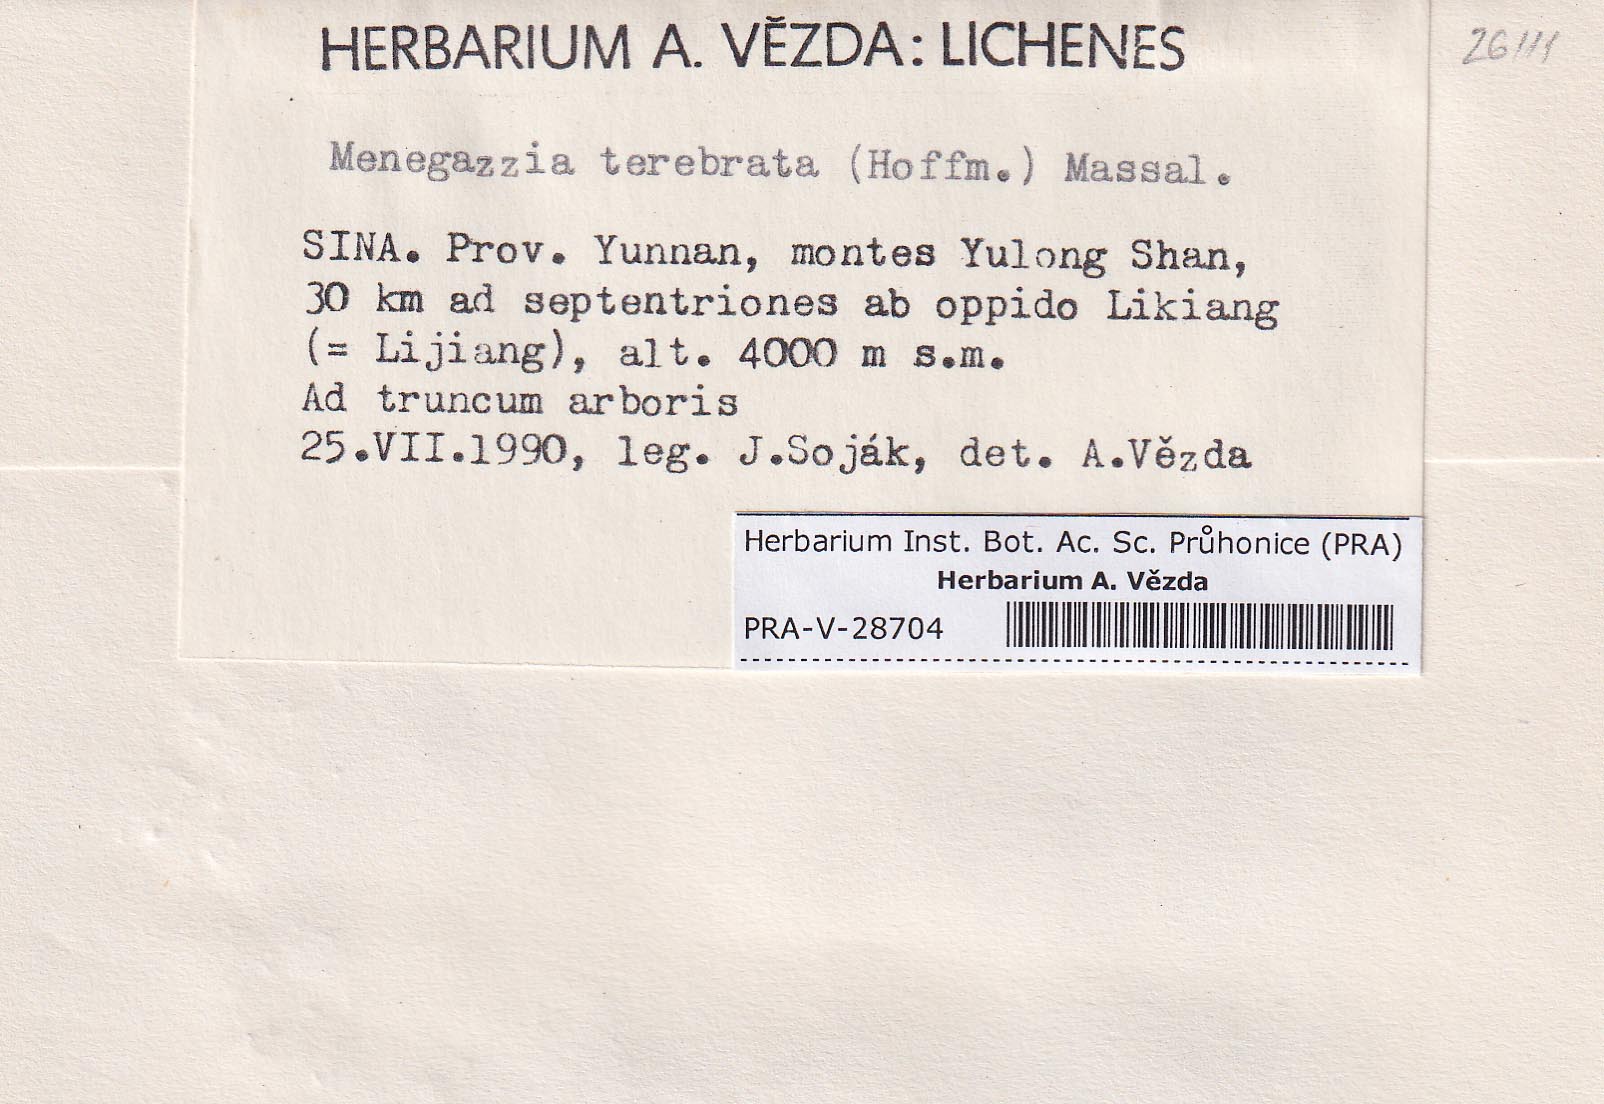 HERBARIUM A. VĚZDA: LICHENES
Menegazzia terebrata (Hoffm.) Massal.
SINA. Prov. Yunnan, montes Yulong Shan,
30 km ad septentriones ab oppido Likiang
(= Lijiang), alt. 4000 m s.m.
Ad truncum arboris
25.VII.1990, leg. J.Soják, det. A.Vězda
Herbarium Inst. Bot. Ac. Sc. Průhonice (PRA)
Herbarium A. Vězda
PRA-V-28704